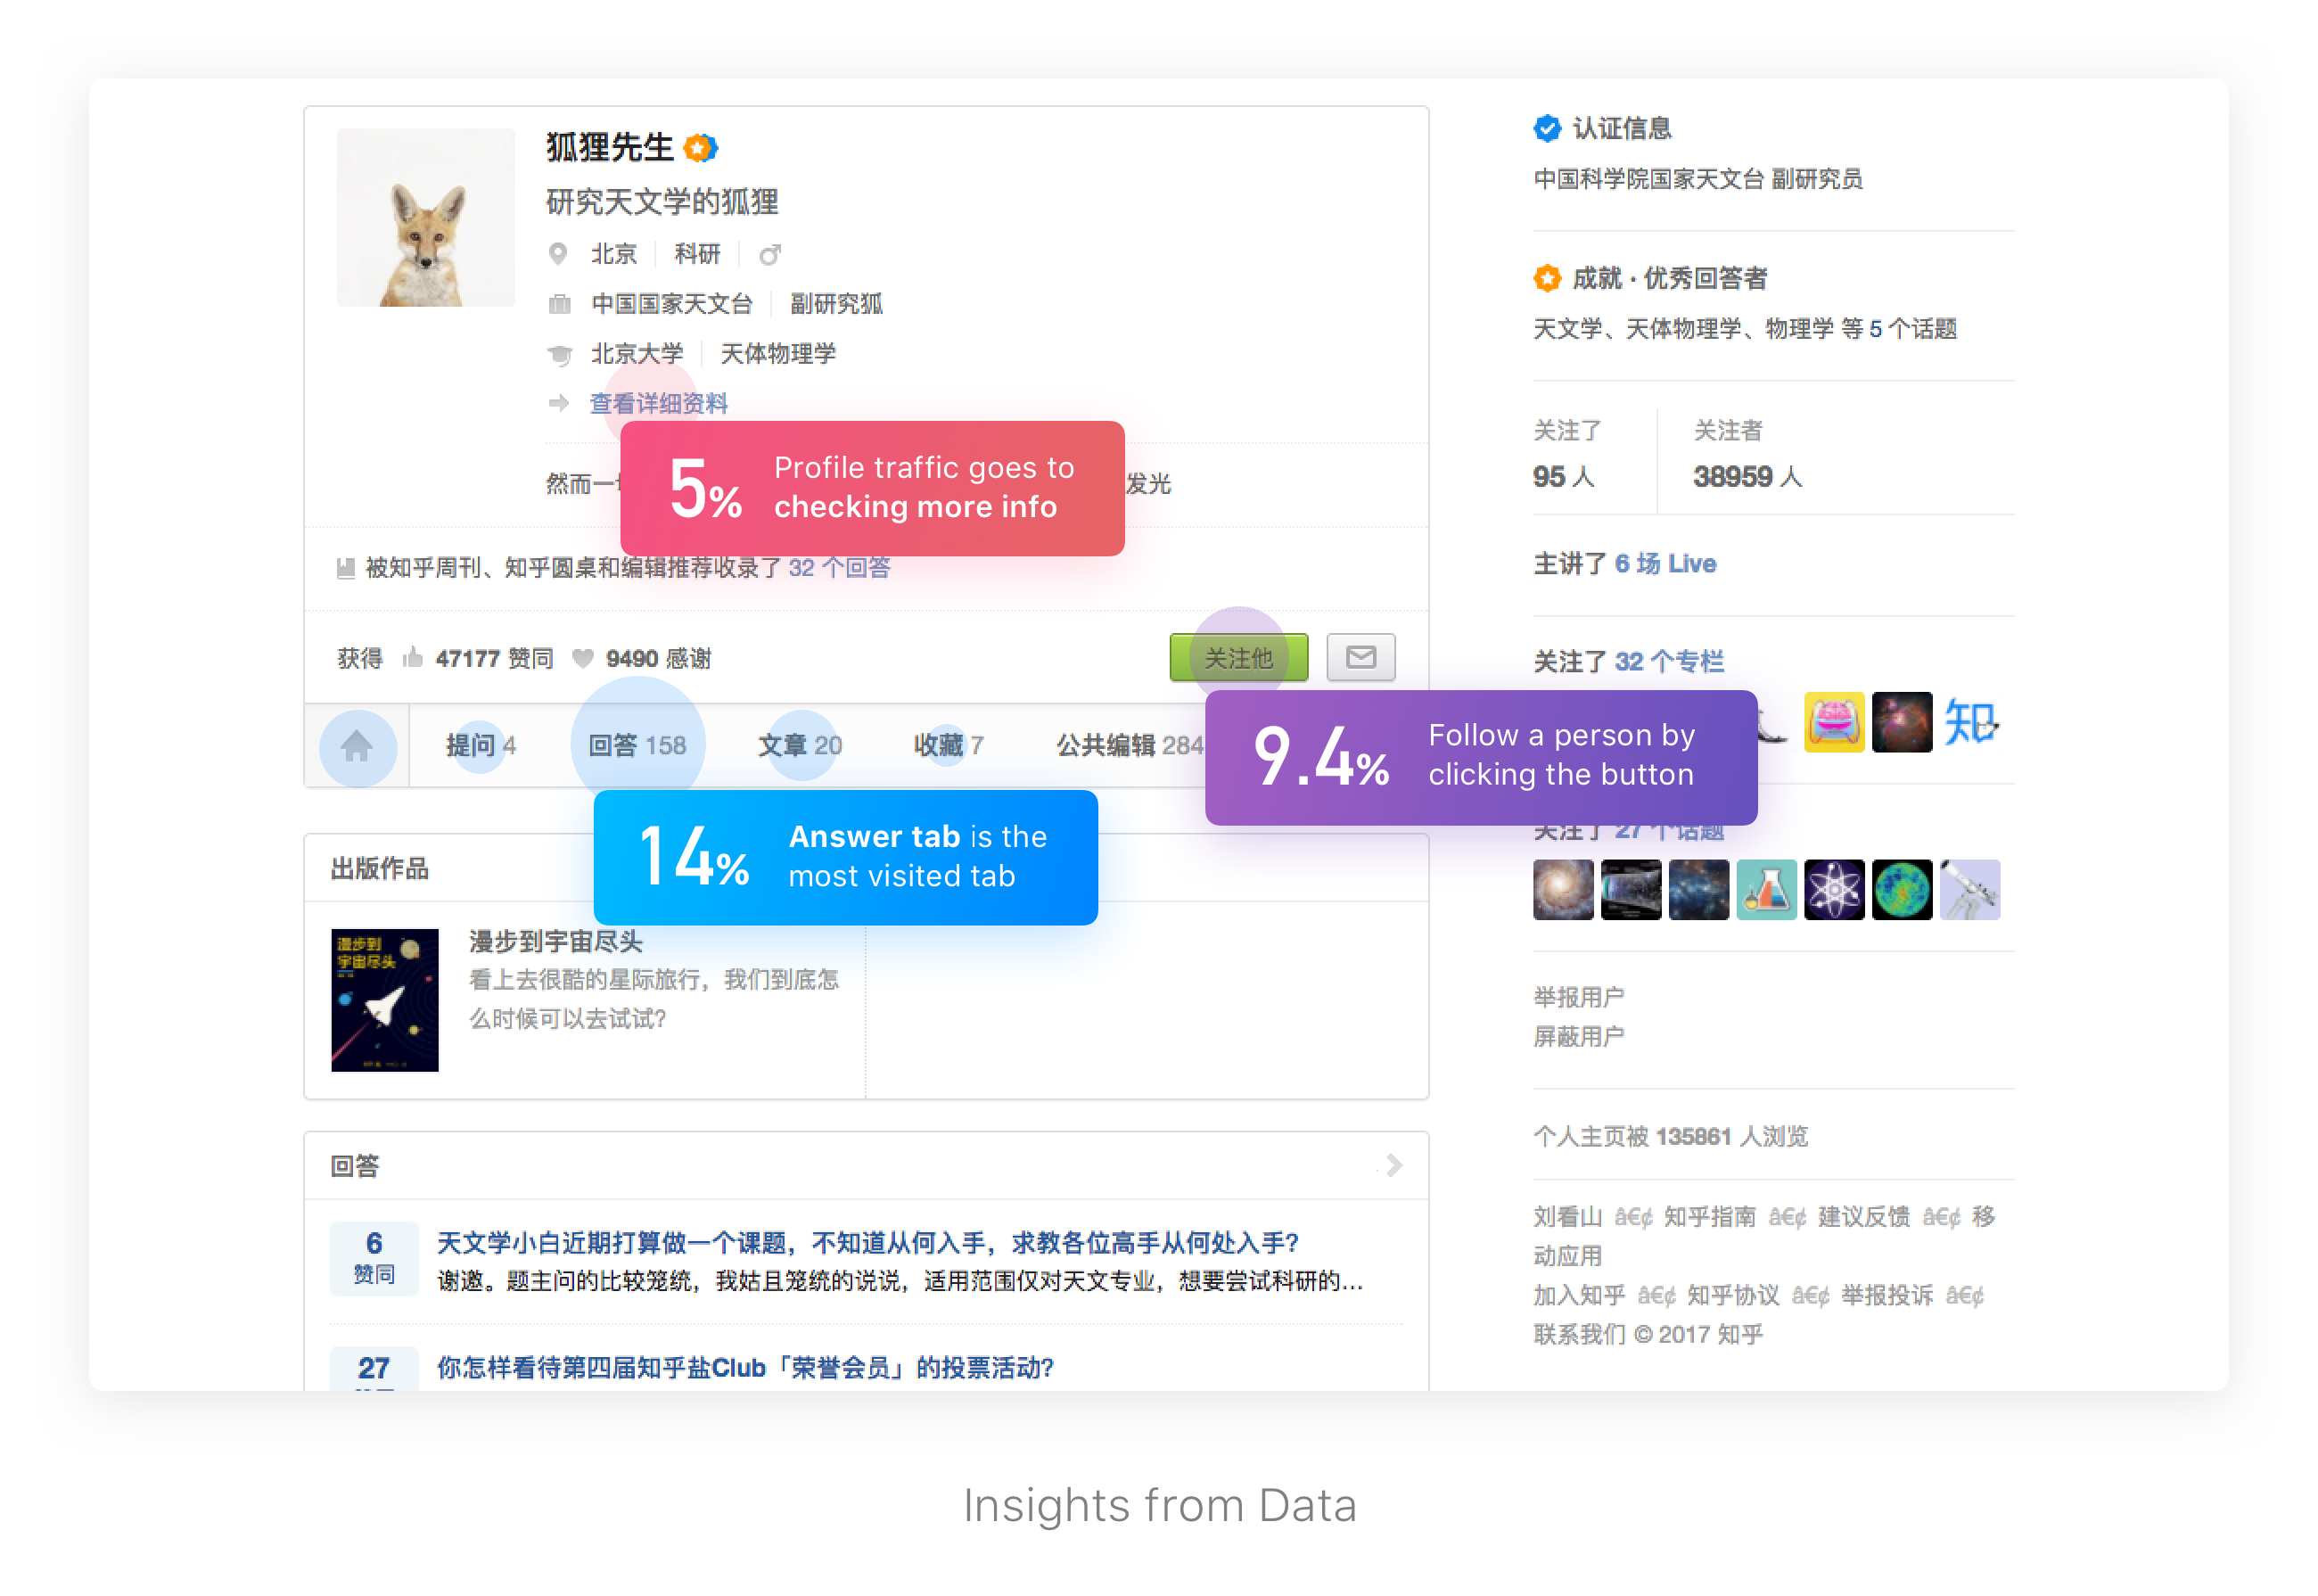 狐狸先生
研究天文学的狐狸
北京 科研
中国国家天文台 副研究狐
北京大学 天体物理学
查看详细资料
5% Profile traffic goes to
checking more info
然而一 发光
被知乎周刊、知乎圆桌和编辑推荐收录了 32 个回答
获得 47177 赞同 9490 感谢
关注他
提问 4 回答 158 文章 20 收藏 7 公共编辑 284
9.4% Follow a person by
clicking the button
14% Answer tab is the
most visited tab
出版作品
漫步到
宇宙尽头
漫步到宇宙尽头
看上去很酷的星际旅行，我们到底怎
么时候可以去试试？
回答
6
赞同
天文学小白近期打算做一个课题，不知道从何入手，求教各位高手从何处入手？
谢邀。题主问的比较笼统，我姑且笼统的说说，适用范围仅对天文专业，想要尝试科研的...
27
你怎样看待第四届知乎盐Club「荣誉会员」的投票活动？
认证信息
中国科学院国家天文台 副研究员
成就 · 优秀回答者
天文学、天体物理学、物理学 等 5 个话题
关注了 关注者
95 人 38959 人
主讲了 6 场 Live
关注了 32 个专栏
知
关注了 27 个话题
举报用户
屏蔽用户
个人主页被 135861 人浏览
刘看山 â€¢ 知乎指南 â€¢ 建议反馈 â€¢ 移
动应用
加入知乎 â€¢ 知乎协议 â€¢ 举报投诉 â€¢
联系我们 © 2017 知乎
Insights from Data